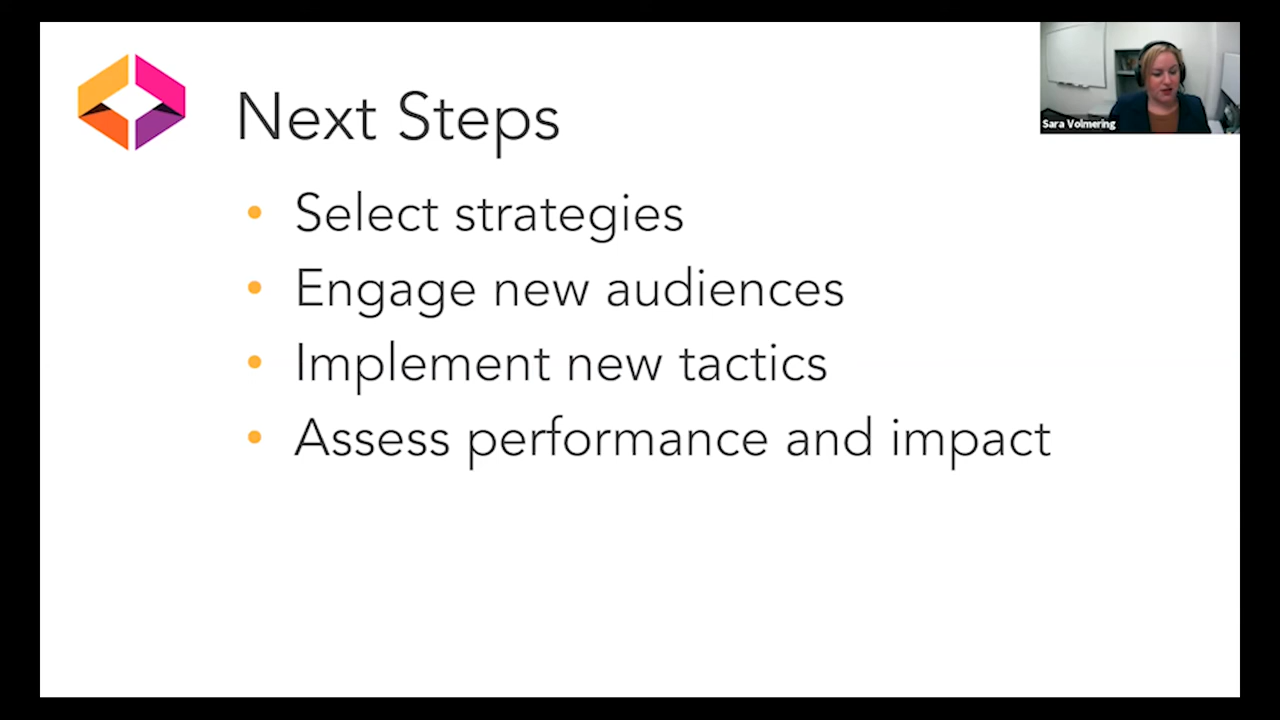 Next Steps
Sara Volmering
• Select strategies
• Engage new audiences
• Implement new tactics
• Assess performance and impact